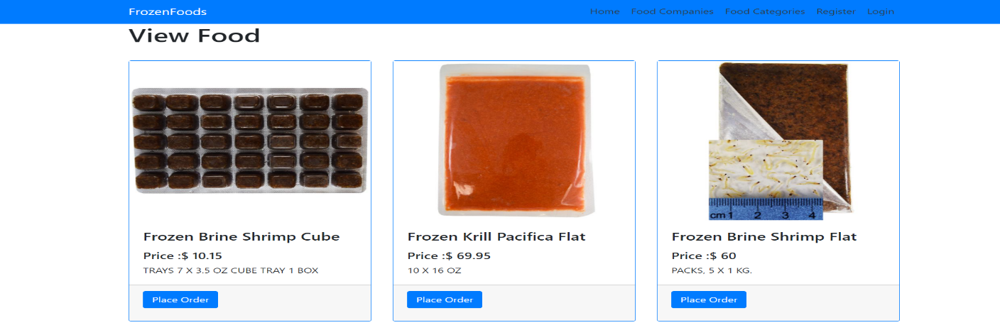 FrozenFoods
Home Food Companies Food Categories Register Login
View Food
Frozen Brine Shrimp Cube
Price :$ 10.15
TRAYS 7 X 3.5 OZ CUBE TRAY 1 BOX
Place Order
Frozen Krill Pacifica Flat
Price :$ 69.95
10 X 16 OZ
Place Order
cm 1 2 3 4
Frozen Brine Shrimp Flat
Price :$ 60
PACKS, 5 X 1 KG.
Place Order